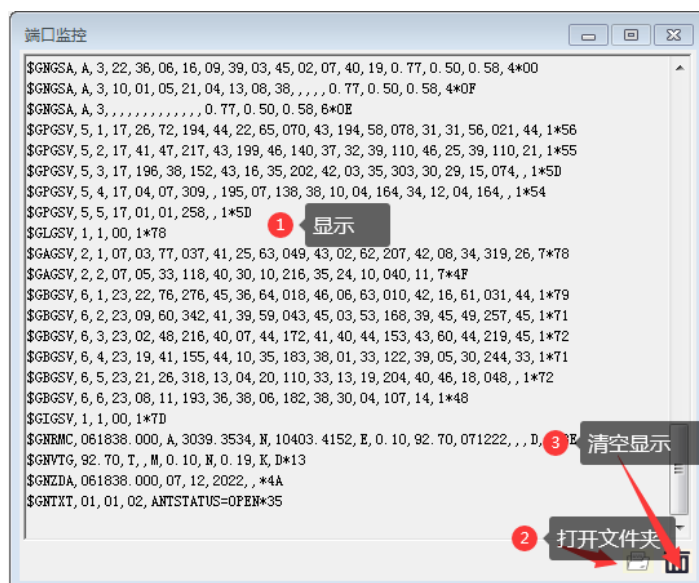 端口监控
$GNGSA, A, 3, 22, 36, 06, 16, 09, 39, 03, 45, 02, 07, 40, 19, 0.77, 0.50, 0.58, 4*00
$GNGSA, A, 3, 10, 01, 05, 21, 04, 13, 08, 38, , , , , 0.77, 0.50, 0.58, 4*0F
$GNGSA, A, 3, , , , , , , , , , , , , 0.77, 0.50, 0.58, 6*0E
$GPGSV, 5, 1, 17, 26, 72, 194, 44, 22, 65, 070, 43, 194, 58, 078, 31, 31, 56, 021, 44, 1*56
$GPGSV, 5, 2, 17, 41, 47, 217, 43, 199, 46, 140, 37, 32, 39, 110, 46, 25, 39, 110, 21, 1*55
$GPGSV, 5, 3, 17, 196, 38, 152, 43, 16, 35, 202, 42, 03, 35, 303, 30, 29, 15, 074, , 1*5D
$GPGSV, 5, 4, 17, 04, 07, 309, , 195, 07, 138, 38, 10, 04, 164, 34, 12, 04, 164, , 1*54
$GPGSV, 5, 5, 17, 01, 01, 258, , 1*5D
$GLGSV, 1, 1, 00, 1*78
1 显示
$GAGSV, 2, 1, 07, 03, 77, 037, 41, 25, 63, 049, 43, 02, 62, 207, 42, 08, 34, 319, 26, 7*78
$GAGSV, 2, 2, 07, 05, 33, 118, 40, 30, 10, 216, 35, 24, 10, 040, 11, 7*4F
$GBGSV, 6, 1, 23, 22, 76, 276, 45, 36, 64, 018, 46, 06, 63, 010, 42, 16, 61, 031, 44, 1*79
$GBGSV, 6, 2, 23, 09, 60, 342, 41, 39, 59, 043, 45, 03, 53, 168, 39, 45, 49, 257, 45, 1*71
$GBGSV, 6, 3, 23, 02, 48, 216, 40, 07, 44, 172, 41, 40, 44, 153, 43, 60, 44, 219, 45, 1*72
$GBGSV, 6, 4, 23, 19, 41, 155, 44, 10, 35, 183, 38, 01, 33, 122, 39, 05, 30, 244, 33, 1*71
$GBGSV, 6, 5, 23, 21, 26, 318, 13, 04, 20, 110, 33, 13, 19, 204, 40, 46, 18, 048, , 1*72
$GBGSV, 6, 6, 23, 08, 11, 193, 36, 38, 06, 182, 38, 30, 04, 107, 14, 1*48
$GIGSV, 1, 1, 00, 1*7D
$GNRMC, 061838.000, A, 3039.3534, N, 10403.4152, E, 0.10, 92.70, 071222, , , D,
3 清空显示
$GNVTG, 92.70, T, , M, 0.10, N, 0.19, K, D*13
$GNZDA, 061838.000, 07, 12, 2022, , *4A
$GNTXT, 01, 01, 02, ANTSTATUS=OPEN*35
2 打开文件夹